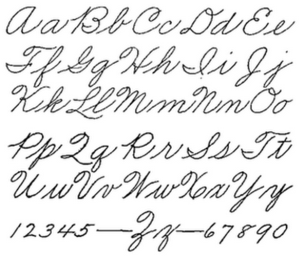 Aa Bb Cc Dd Ee
Ff Gg Hh Ii Jj
Kk Ll Mm Nn Oo
Pp Qq Rr Ss Tt
Uu Vv Ww Xx Yy
12345—Zz—67890